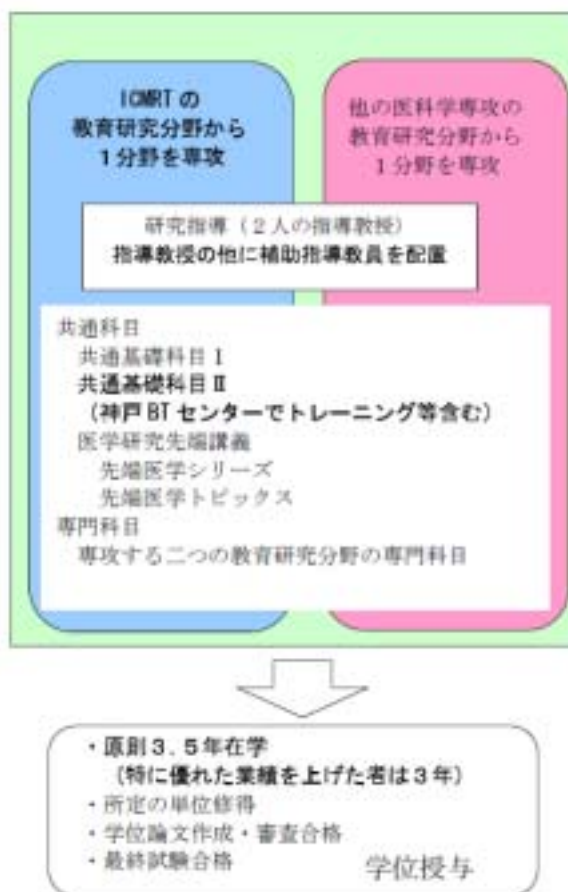 ICMRTの
教育研究分野から
1分野を専攻
他の医科学専攻の
教育研究分野から
1分野を専攻
研究指導(2人の指導教授)
指導教授の他に補助指導教員を配置
共通科目
共通基礎科目Ⅰ
共通基礎科目Ⅱ
(神戸BTセンターでトレーニング等含む)
医学研究先端講義
先端医学シリーズ
先端医学トピックス
専門科目
専攻する二つの教育研究分野の専門科目
・原則3.5年在学
(特に優れた業績を上げた者は3年)
・所定の単位修得
・学位論文作成・審査合格
・最終試験合格
学位授与